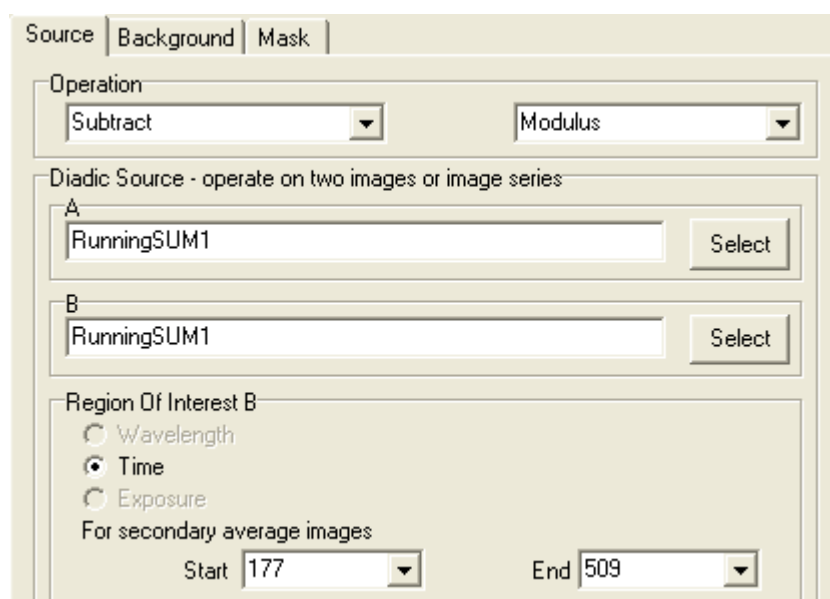 Source Background Mask
Operation
Subtract Modulus
Diadic Source - operate on two images or image series
A
RunningSUM1 Select
B
RunningSUM1 Select
Region Of Interest B
Wavelength
Time
Exposure
For secondary average images
Start 177 End 509